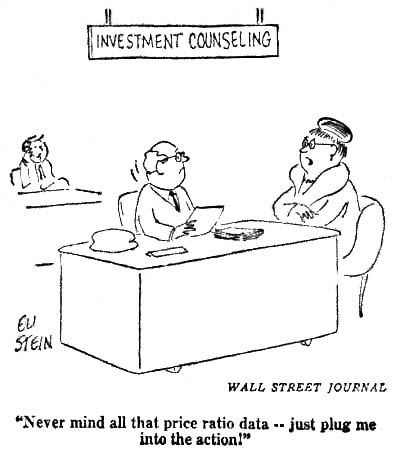 INVESTMENT COUNSELING
ELI
STEIN
WALL STREET JOURNAL
“Never mind all that price ratio data -- just plug me
into the action!”